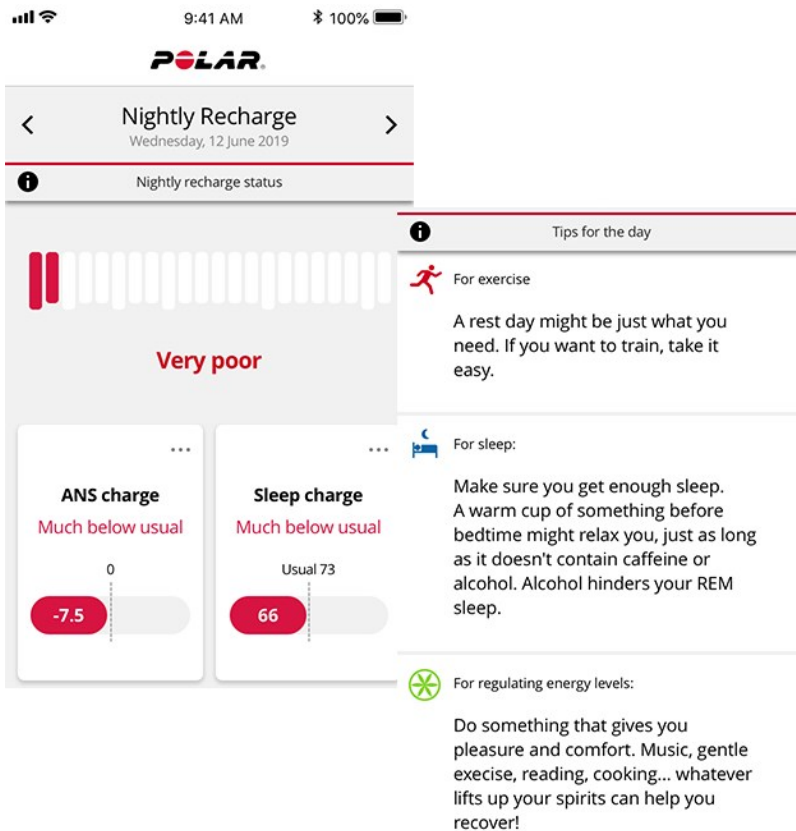 9:41 AM
100%
POLAR
Nightly Recharge
Wednesday, 12 June 2019
Nightly recharge status
Very poor
ANS charge
Much below usual
0
-7.5
Sleep charge
Much below usual
Usual 73
66
Tips for the day
For exercise
A rest day might be just what you
need. If you want to train, take it
easy.
For sleep:
Make sure you get enough sleep.
A warm cup of something before
bedtime might relax you, just as long
as it doesn't contain caffeine or
alcohol. Alcohol hinders your REM
sleep.
For regulating energy levels:
Do something that gives you
pleasure and comfort. Music, gentle
execise, reading, cooking... whatever
lifts up your spirits can help you
recover!